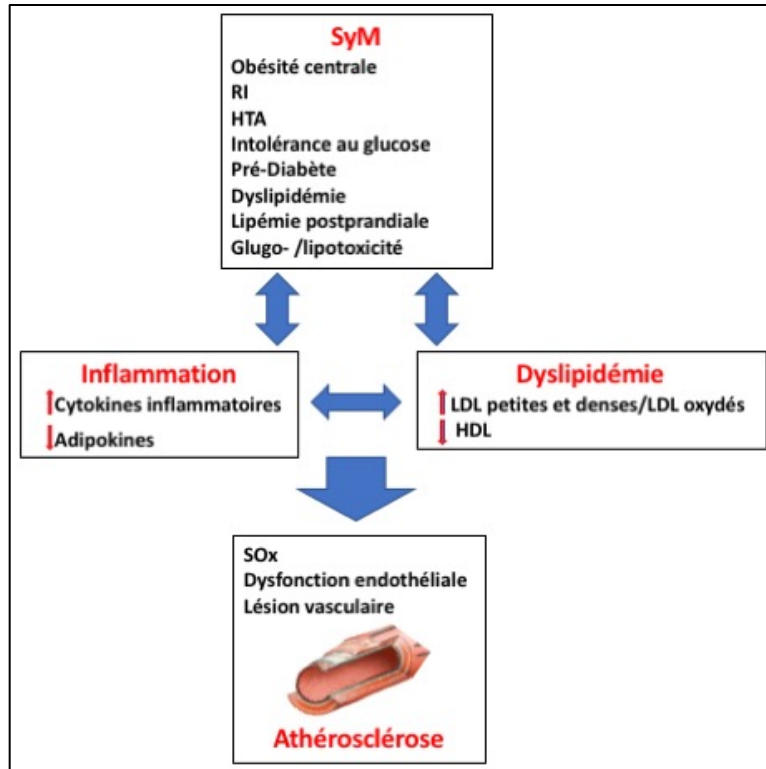 SyM
Obésité centrale
RI
HTA
Intolérance au glucose
Pré-Diabète
Dyslipidémie
Lipémie postprandiale
Glugo- /lipotoxicité
Inflammation
Cytokines inflammatoires
Adipokines
Dyslipidémie
LDL petites et denses/LDL oxydés
HDL
SOx
Dysfonction endothéliale
Lésion vasculaire
Athérosclérose